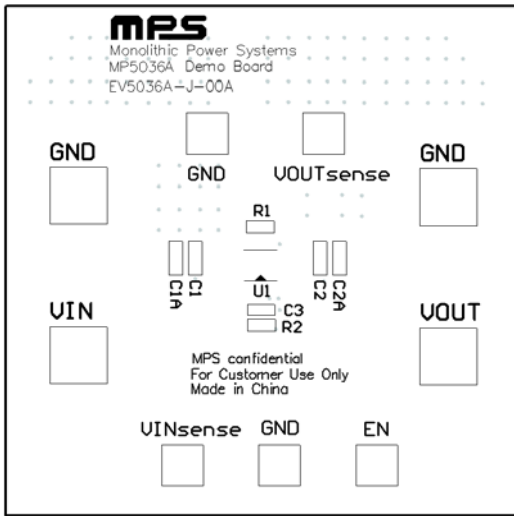 mps
Monolithic Power Systems
MP5036A Demo Board
EV5036A-J-00A
GND
GND
VOUTsense
GND
R1
C1A
C1
C2
C2A
U1
VIN
C3
R2
VOUT
MPS confidential
For Customer Use Only
Made in China
VINsense
GND
EN